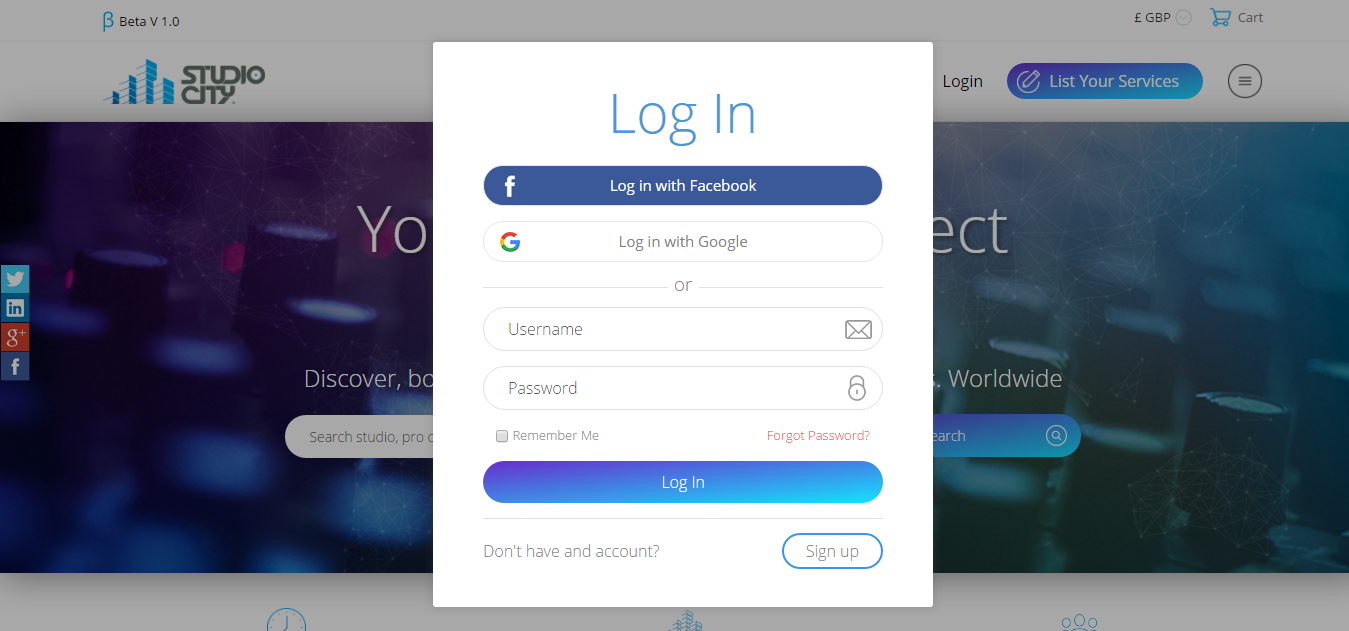 β Beta V 1.0
£ GBP
Cart
STUDIO
CITY
Login
List Your Services
Log In
Log in with Facebook
Log in with Google
or
Username
Password
Remember Me
Forgot Password?
Log In
Don't have and account?
Sign up
Yo
ect
Discover, bo
. Worldwide
Search studio, pro
earch
in
g+
f